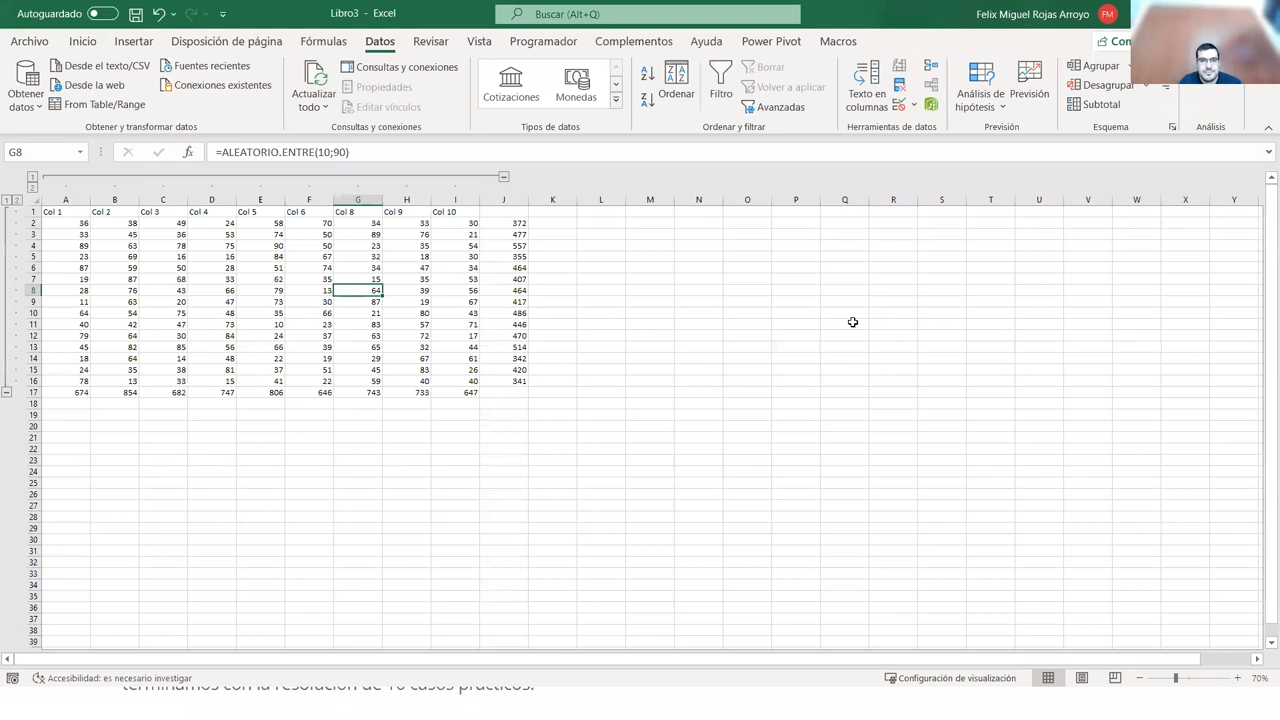 Autoguardado Libro3 - Excel Buscar (Alt+Q) Felix Miguel Rojas Arroyo FM
Archivo Inicio Insertar Disposición de página Fórmulas Datos Revisar Vista Programador Complementos Ayuda Power Pivot Macros Com
Obtener datos
Desde el texto/CSV
Desde la web
From Table/Range
Fuentes recientes
Conexiones existentes
Obtener y transformar datos
Actualizar todo
Consultas y conexiones
Propiedades
Editar vínculos
Consultas y conexiones
Cotizaciones
Monedas
Tipos de datos
Ordenar
Filtro
Borrar
Volver a aplicar
Avanzadas
Ordenar y filtrar
Texto en columnas
Herramientas de datos
Análisis de hipótesis
Previsión
Previsión
Agrupar
Desagrupar
Subtotal
Esquema
Análisis
G8 fx =ALEATORIO.ENTRE(10;90)
1
2
1 2 A B C D E F G H I J K L M N O P Q R S T U V W X Y
1 Col 1 Col 2 Col 3 Col 4 Col 5 Col 6 Col 8 Col 9 Col 10
2 36 38 49 24 58 70 34 33 30 372
3 33 45 36 53 74 50 89 76 21 477
4 89 63 78 75 90 50 23 35 54 557
5 23 69 16 16 84 67 32 18 30 355
6 87 59 50 28 51 74 34 47 34 464
7 19 87 68 33 62 35 15 35 53 407
8 28 76 43 66 79 13 64 39 56 464
9 11 63 20 47 73 30 87 19 67 417
10 64 54 75 48 35 66 21 80 43 486
11 40 42 47 73 10 23 83 57 71 446
12 79 64 30 84 24 37 63 72 17 470
13 45 82 85 56 66 39 65 32 44 514
14 18 64 14 48 22 19 29 67 61 342
15 24 35 38 81 37 51 45 83 26 420
16 78 13 33 15 41 22 59 40 40 341
17 674 854 682 747 806 646 743 733 647
18
19
20
21
22
23
24
25
26
27
28
29
30
31
32
33
34
35
36
37
38
39
Accesibilidad: es necesario investigar Configuración de visualización 70%
terminamos con la resolución de 10 casos prácticos.